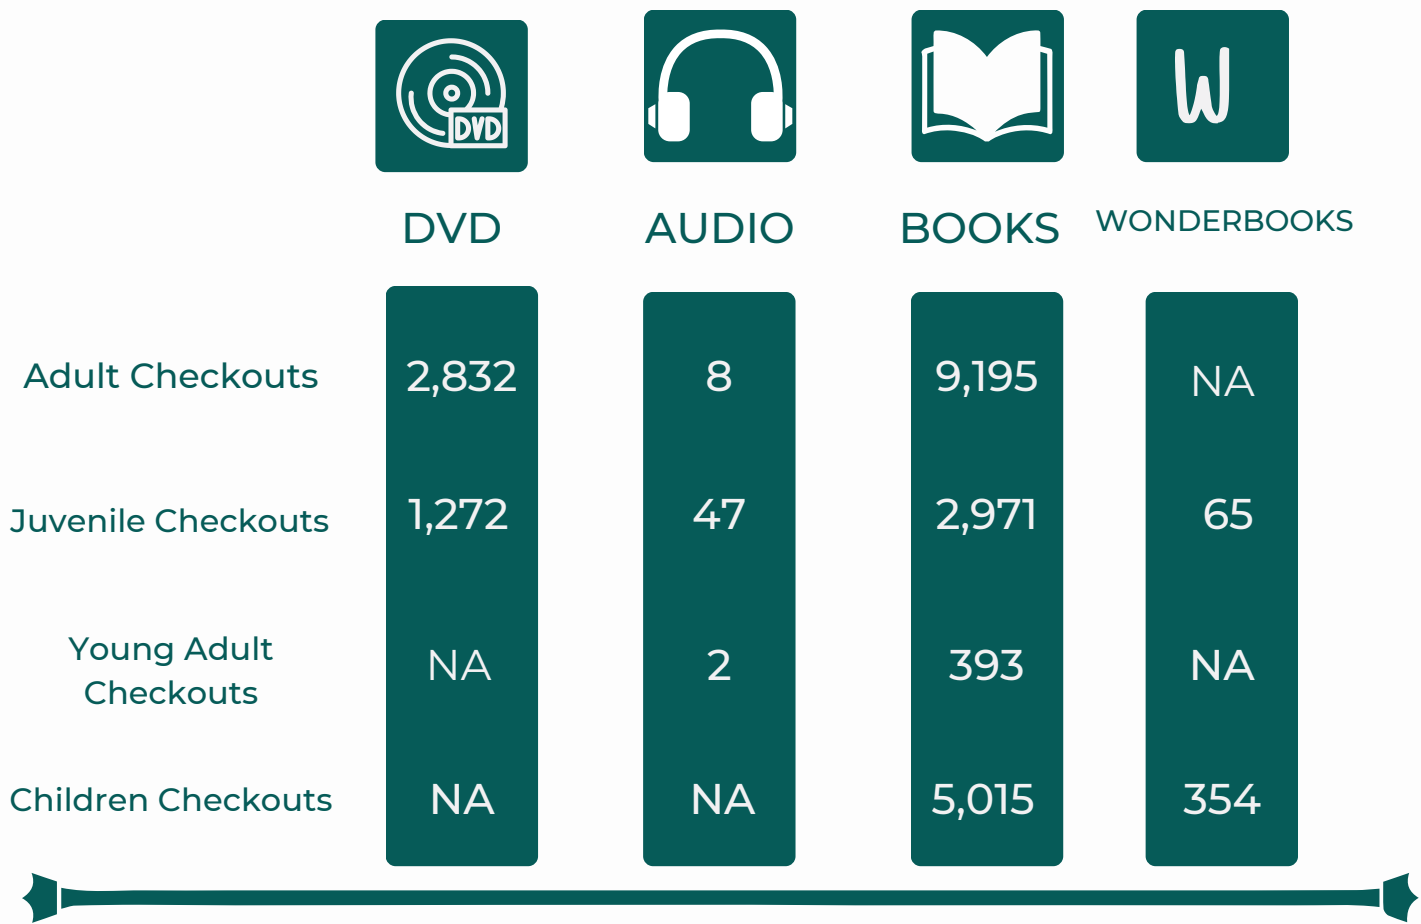 DVD
W
DVD AUDIO BOOKS WONDERBOOKS
Adult Checkouts 2,832 8 9,195 NA
Juvenile Checkouts 1,272 47 2,971 65
Young Adult
Checkouts NA 2 393 NA
Children Checkouts NA NA 5,015 354